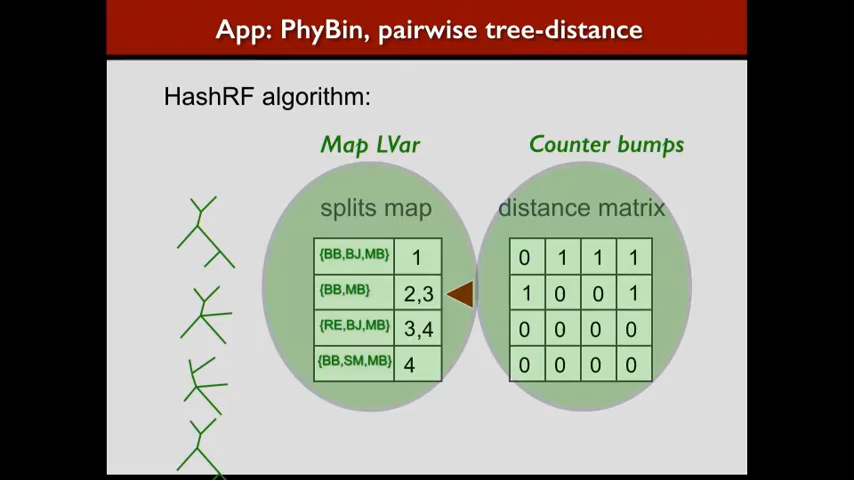 App: PhyBin, pairwise tree-distance
HashRF algorithm:
Map LVar
Counter bumps
splits map
{BB,BJ,MB} 1
{BB,MB} 2,3
{RE,BJ,MB} 3,4
{BB,SM,MB} 4
distance matrix
0 1 1 1
1 0 0 1
0 0 0 0
0 0 0 0